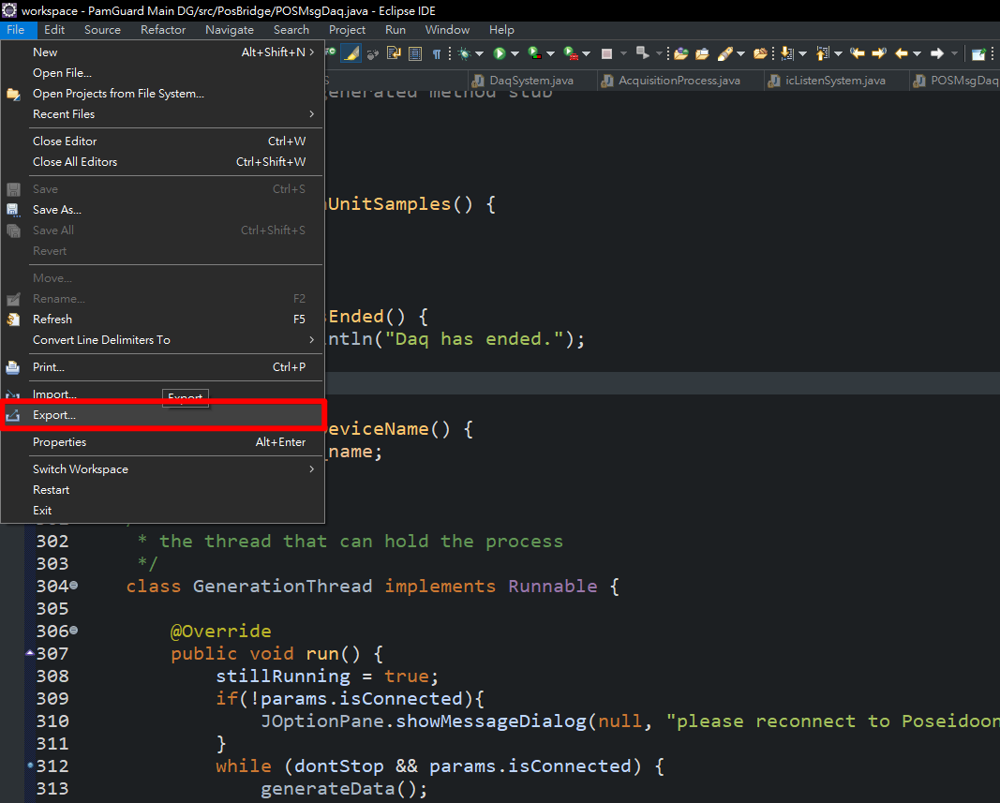 workspace - PamGuard Main DG/src/PosBridge/POSMsgDaq.java - Eclipse IDE
File Edit Source Refactor Navigate Search Project Run Window Help
New Alt+Shift+N >
Open File...
Open Projects from File System...
Recent Files >
Close Editor Ctrl+W
Close All Editors Ctrl+Shift+W
Save Ctrl+S
Save As...
Save All Ctrl+Shift+S
Revert
Move...
Rename... F2
Refresh F5
Convert Line Delimiters To >
Print... Ctrl+P
Import...
Export
Export...
Properties Alt+Enter
Switch Workspace >
Restart
Exit
DaqSystem.java AcquisitionProcess.java icListenSystem.java POSMsgDaq
generated method stub
UnitSamples() {
Ended() {
ntln("Daq has ended.");
eviceName() {
_name;
302 * the thread that can hold the process
303 */
304 class GenerationThread implements Runnable {
305
306 @Override
307 public void run() {
308 stillRunning = true;
309 if(!params.isConnected){
310 JOptionPane.showMessageDialog(null, "please reconnect to Poseidoon
311 }
312 while (dontStop && params.isConnected) {
313 generateData();